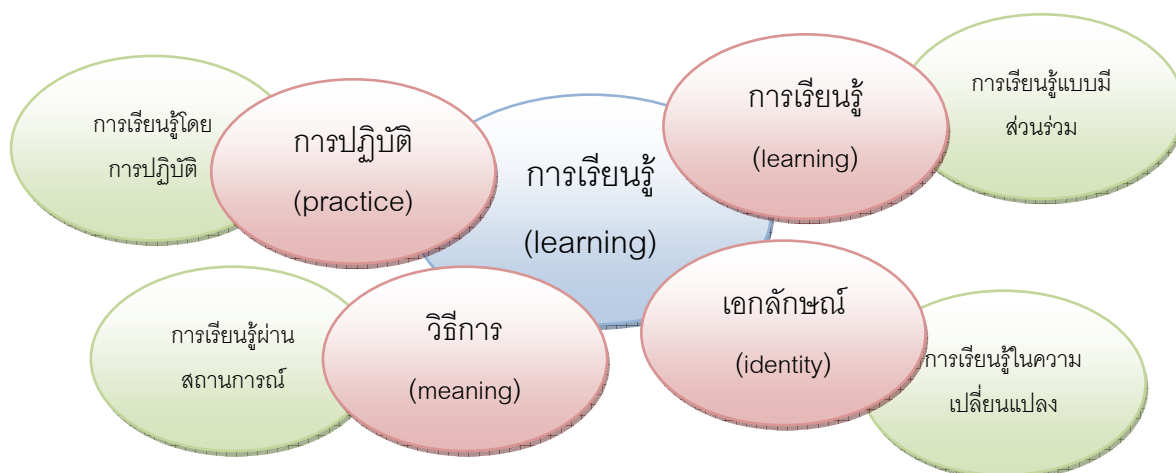 การเรียนรู้โดย
การปฏิบัติ
การปฏิบัติ
(practice)
การเรียนรู้
(learning)
การเรียนรู้
(learning)
การเรียนรู้แบบมี
ส่วนร่วม
การเรียนรู้ผ่าน
สถานการณ์
วิธีการ
(meaning)
เอกลักษณ์
(identity)
การเรียนรู้ในความ
เปลี่ยนแปลง